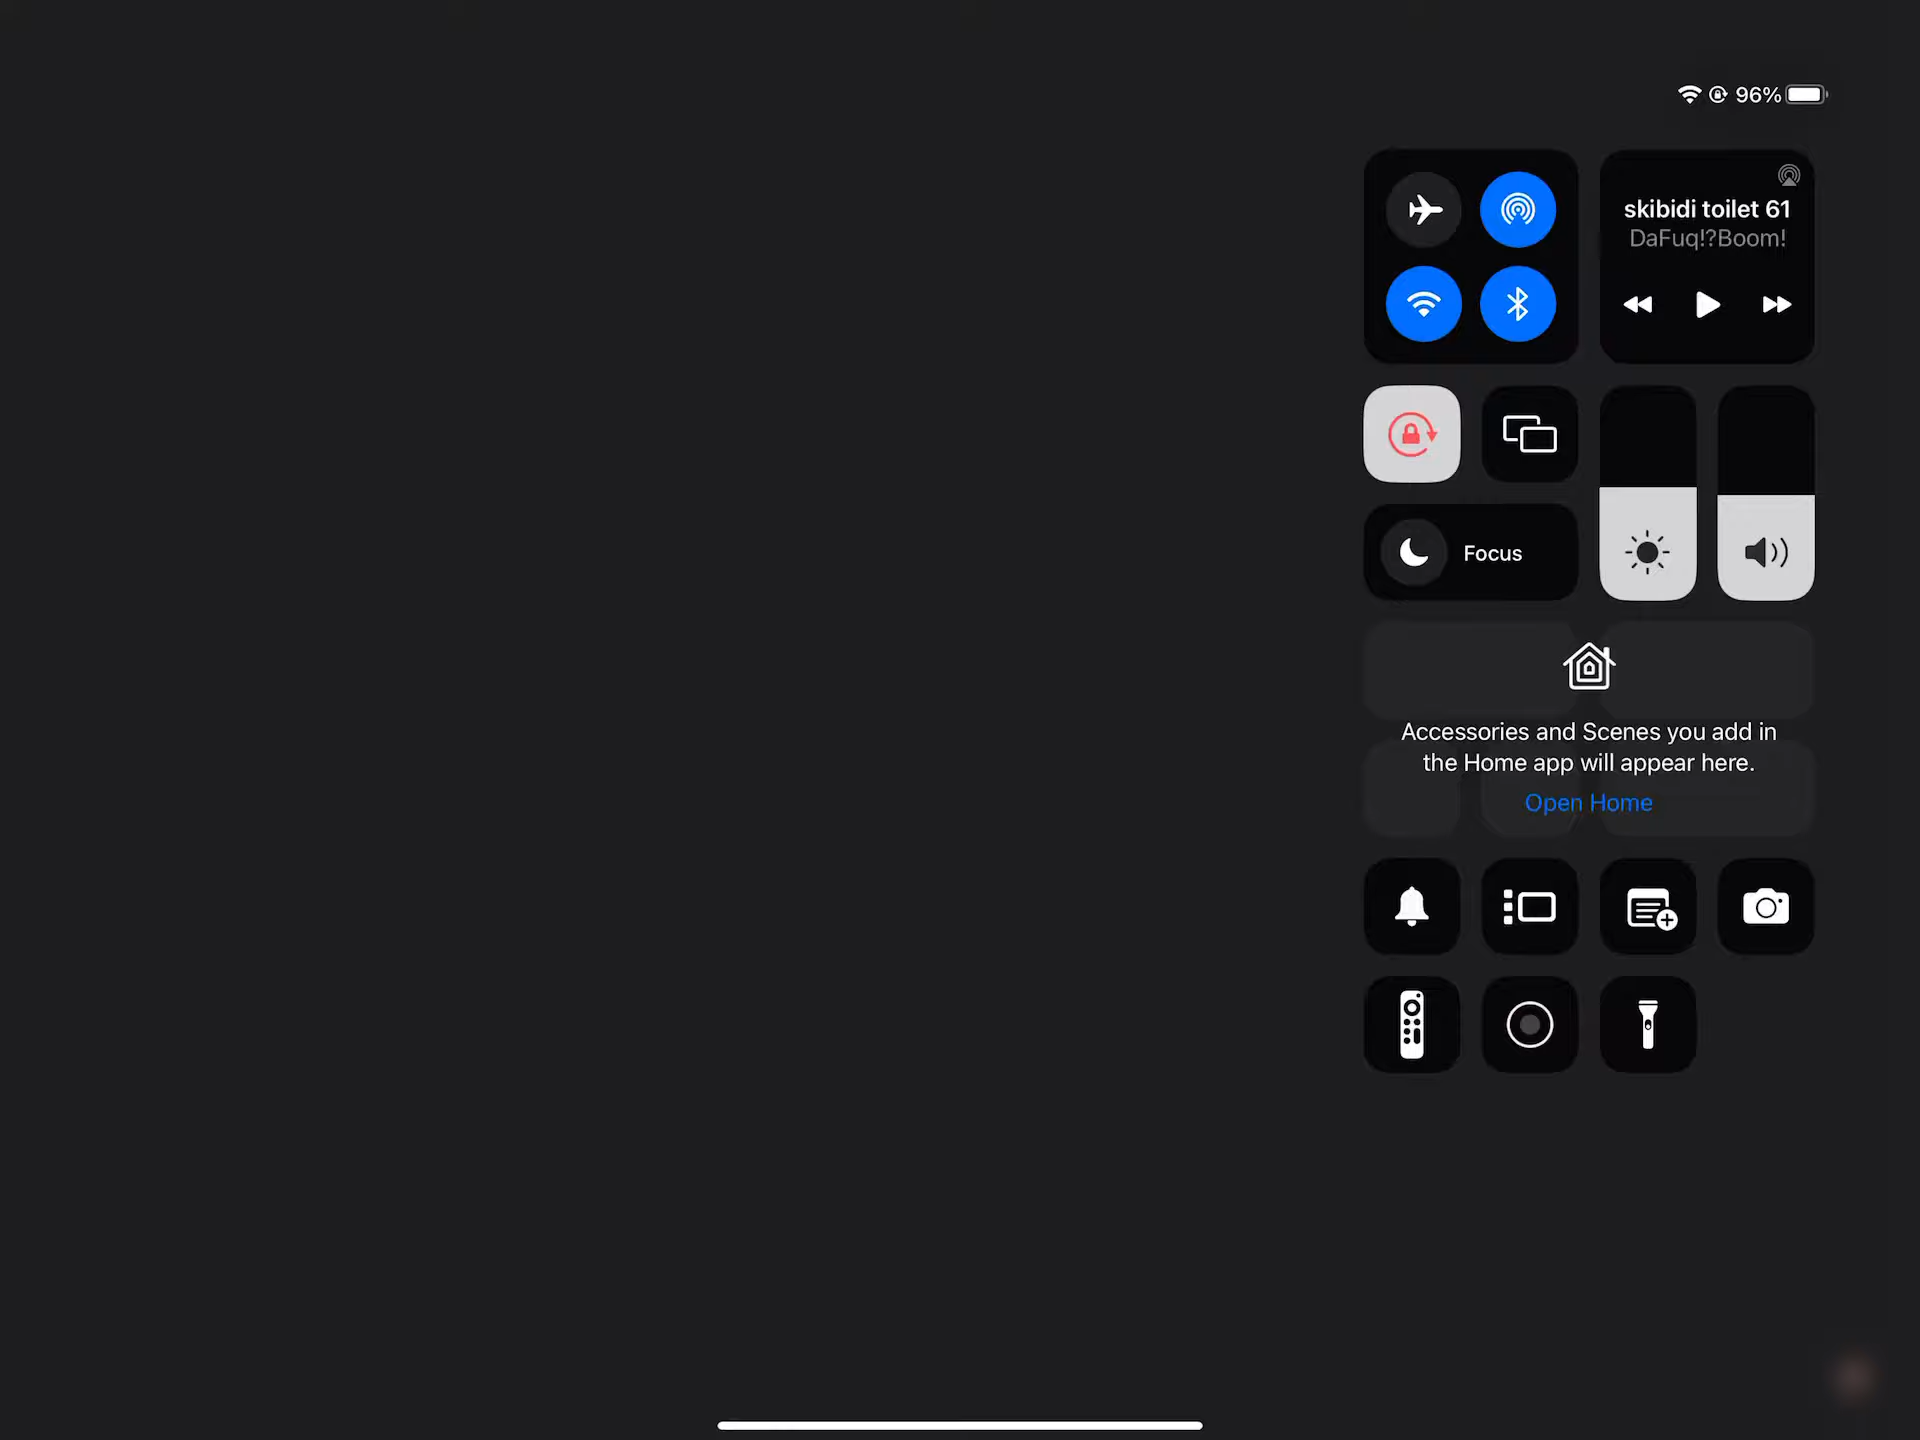 96%
skibidi toilet 61
DaFuq!?Boom!
Focus
Accessories and Scenes you add in
the Home app will appear here.
Open Home